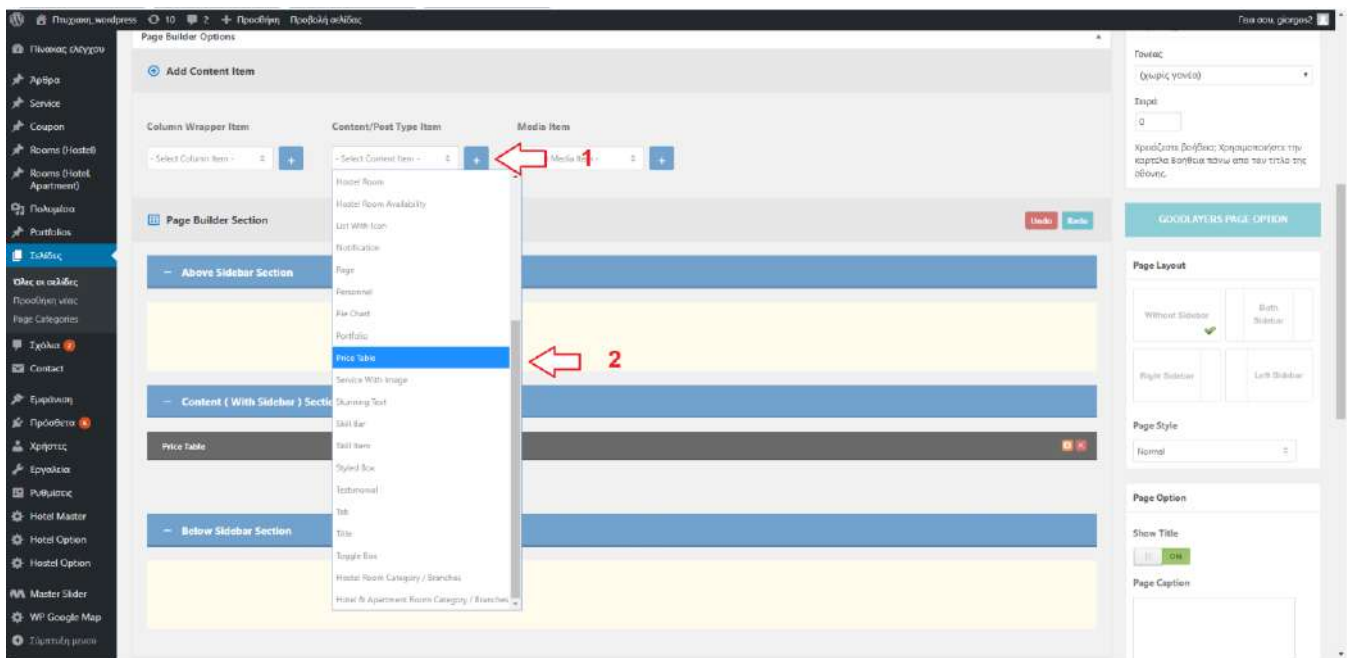 Πτυχιακη_wordpress 10 2 + Προσθήκη Προβολή σελίδας
Γεια σου, giorgos2
Πίνακας ελέγχου
Άρθρα
Service
Coupon
Rooms (Hostel)
Rooms (Hotel,
Apartment)
Πολυμέσα
Portfolios
Σελίδες
Όλες οι σελίδες
Προσθήκη νέας
Page Categories
Σχόλια 2
Contact
Εμφάνιση
Πρόσθετα
Χρήστες
Εργαλεία
Ρυθμίσεις
Hotel Master
Hotel Option
Hostel Option
Master Slider
WP Google Map
Σύμπτυξη μενού
Page Builder Options
Add Content Item
Column Wrapper Item
Content/Post Type Item
Media Item
- Select Column Item -
+
- Select Content Item -
+
1
Media Item -
+
Hostel Room
Hostel Room Availability
List With Icon
Notification
Page
Personnel
Pie Chart
Portfolio
Price Table
2
Service With Image
Stunning Text
Skill Bar
Skill Item
Styled Box
Testimonial
Tab
Title
Toggle Box
Hostel Room Category / Branches
Hotel & Apartment Room Category / Branches
Page Builder Section
Undo
Redo
Above Sidebar Section
Content ( With Sidebar ) Sectio
Price Table
Below Sidebar Section
Γονέας
(χωρίς γονέα)
Σειρά
0
Χρειάζεστε βοήθεια; Χρησιμοποιήστε την
καρτέλα Βοήθεια πάνω από τον τίτλο της
οθόνης.
GOODLAYERS PAGE OPTION
Page Layout
Without Sidebar
Both
Sidebar
Right Sidebar
Left Sidebar
Page Style
Normal
Page Option
Show Title
ON
Page Caption